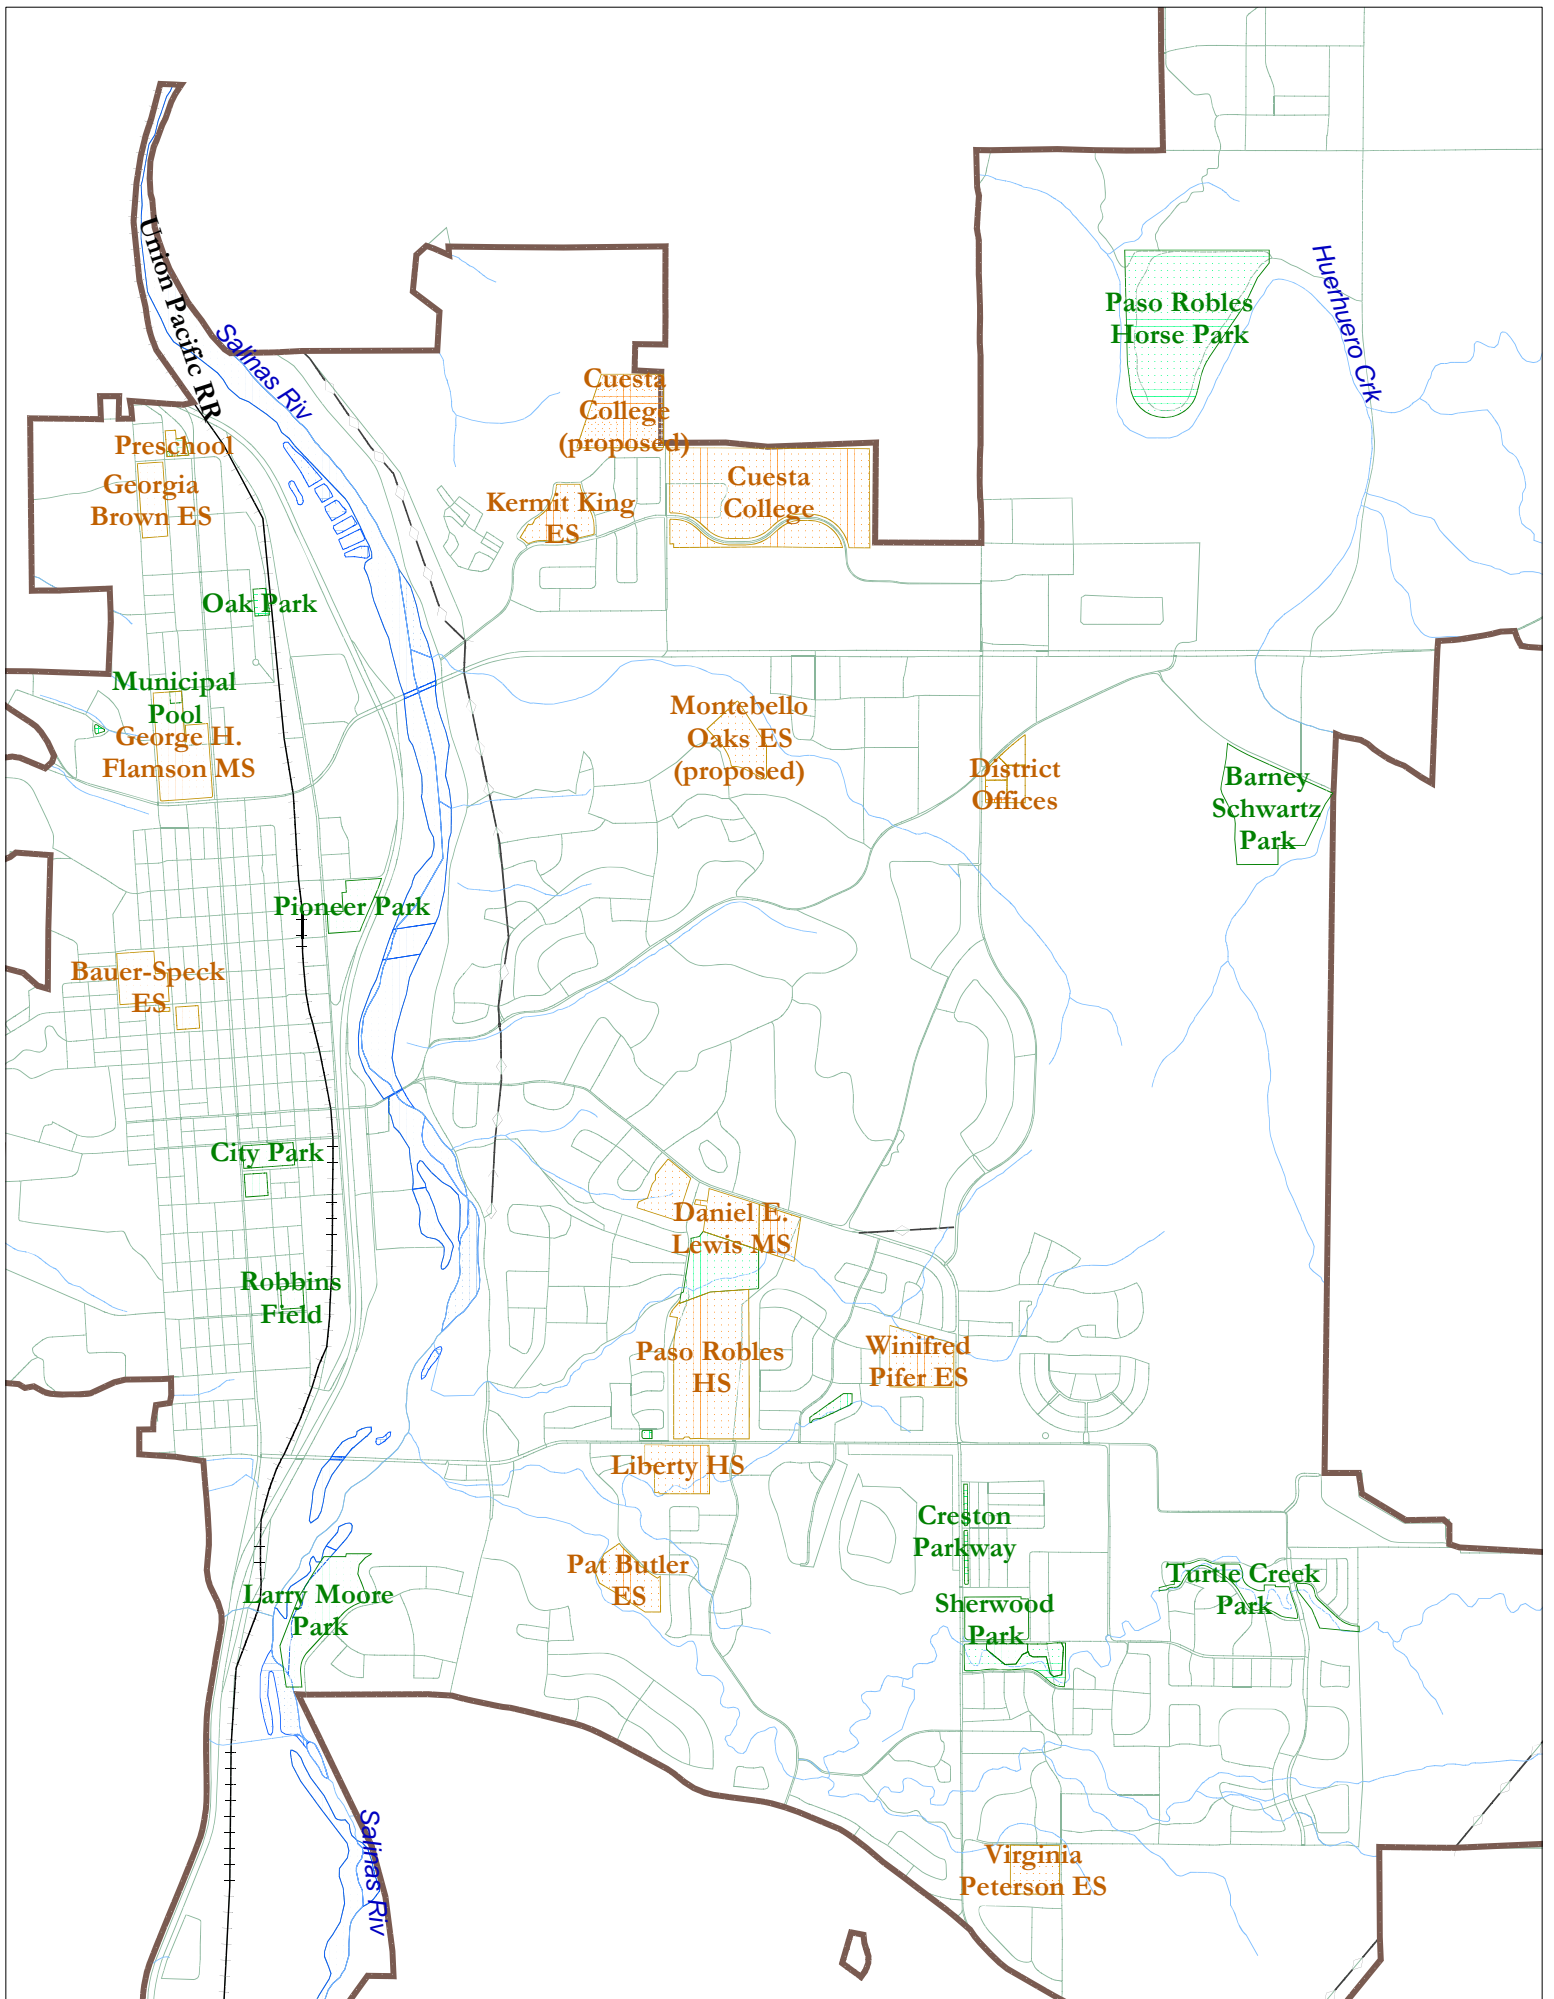 Union Pacific RR
Salinas Riv
Huerhuero Crk
Paso Robles
Horse Park
Cuesta
College
(proposed)
Preschool
Georgia
Brown ES
Kermit King
ES
Cuesta
College
Oak Park
Municipal
Pool
George H.
Flamson MS
Montebello
Oaks ES
(proposed)
District
Offices
Barney
Schwartz
Park
Pioneer Park
Bauer-Speck
ES
City Park
Daniel E.
Lewis MS
Robbins
Field
Paso Robles
HS
Winifred
Pifer ES
Liberty HS
Creston
Parkway
Pat Butler
ES
Larry Moore
Park
Sherwood
Park
Turtle Creek
Park
Salinas Riv
Virginia
Peterson ES